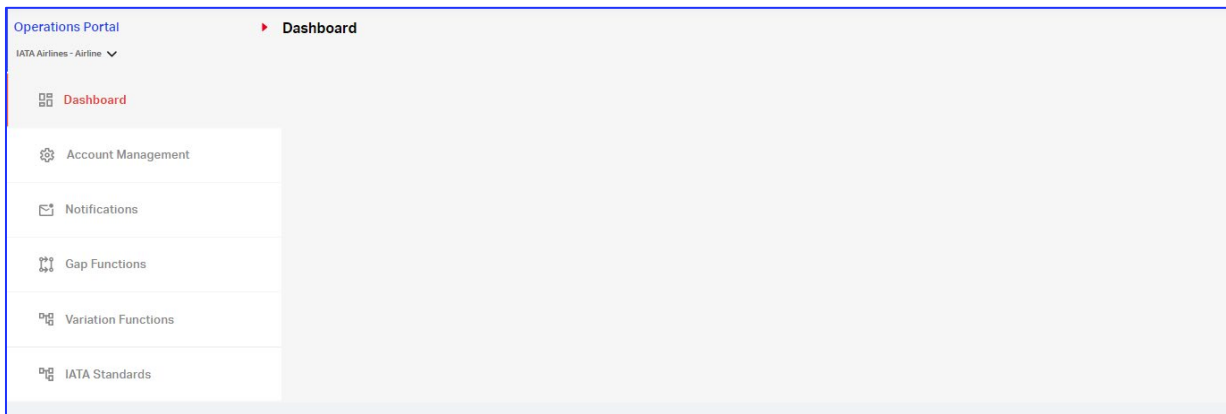 Operations Portal
Dashboard
IATA Airlines - Airline
Dashboard
Account Management
Notifications
Gap Functions
Variation Functions
IATA Standards